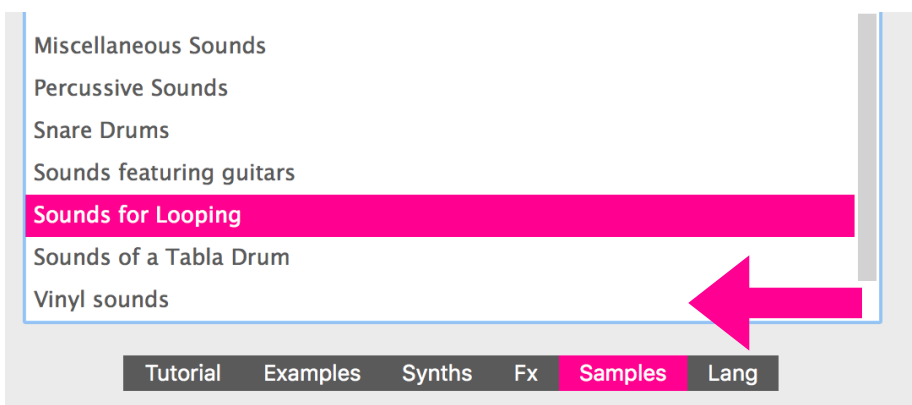 Miscellaneous Sounds
Percussive Sounds
Snare Drums
Sounds featuring guitars
Sounds for Looping
Sounds of a Tabla Drum
Vinyl sounds
Tutorial Examples Synths Fx Samples Lang